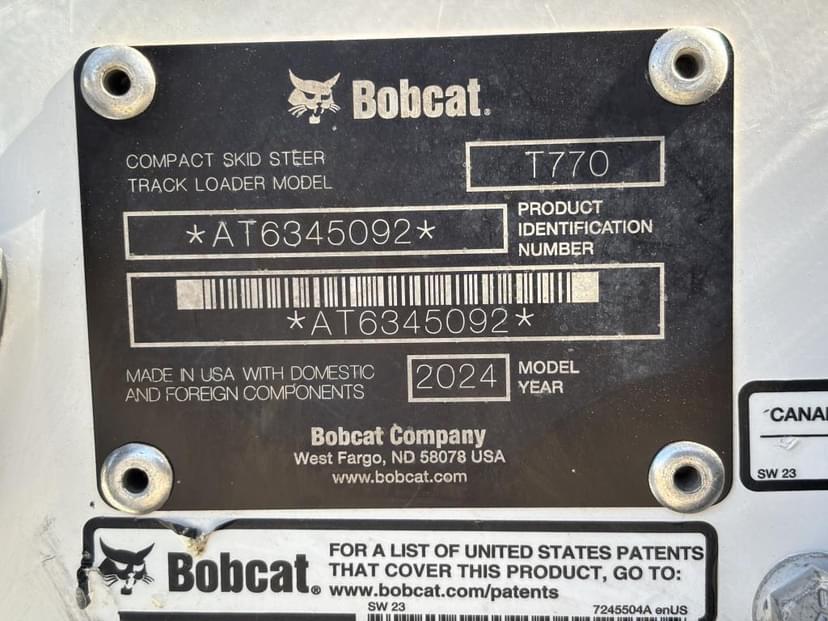 Bobcat.
COMPACT SKID STEER
TRACK LOADER MODEL
T770
*AT6345092*
PRODUCT
IDENTIFICATION
NUMBER
*AT6345092*
MADE IN USA WITH DOMESTIC
AND FOREIGN COMPONENTS
2024
MODEL
YEAR
Bobcat Company
West Fargo, ND 58078 USA
www.bobcat.com
Bobcat®
FOR A LIST OF UNITED STATES PATENTS
THAT COVER THIS PRODUCT, GO TO:
www.bobcat.com/patents
SW 23
7245504A enUS
SW 23